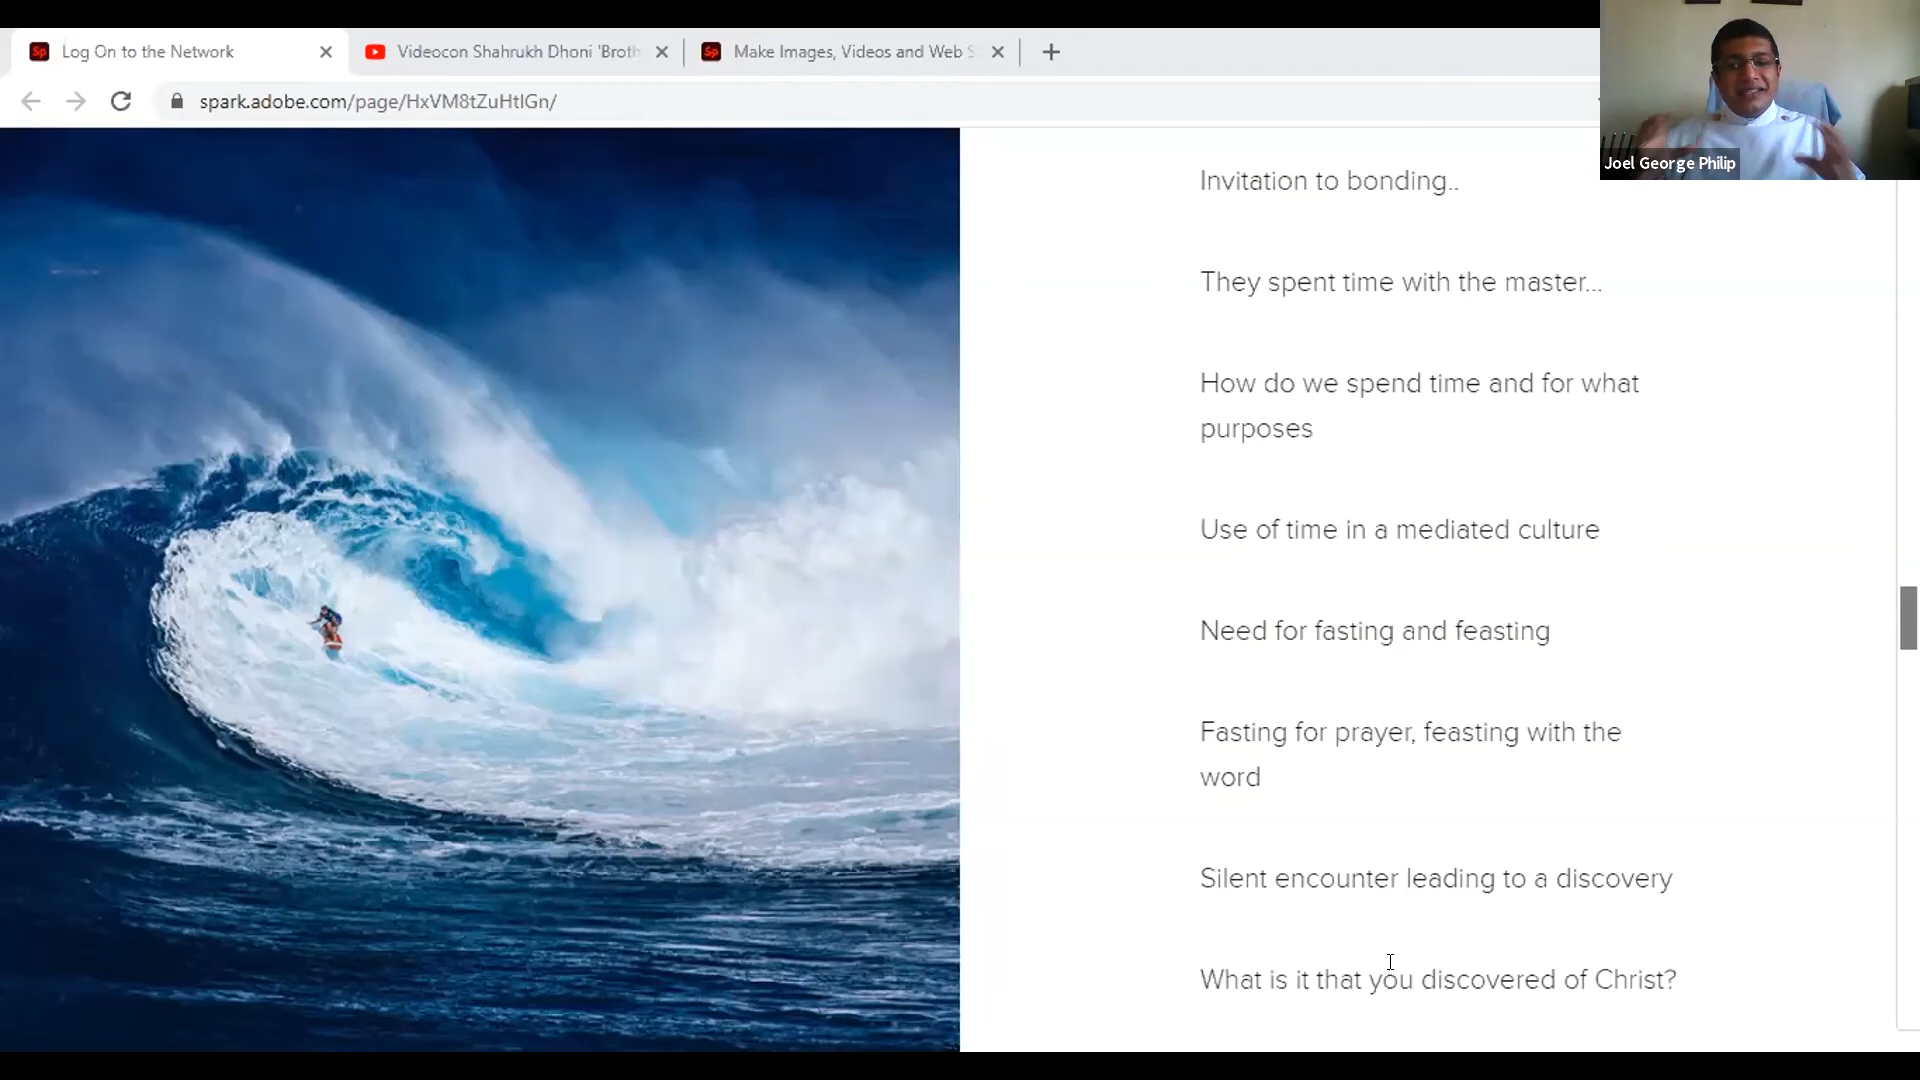 Log On to the Network
Videocon Shahrukh Dhoni 'Broth
Make Images, Videos and Web S
spark.adobe.com/page/HxVM8tZuHtlGn/
Joel George Philip
Invitation to bonding..
They spent time with the master...
How do we spend time and for what
purposes
Use of time in a mediated culture
Need for fasting and feasting
Fasting for prayer, feasting with the
word
Silent encounter leading to a discovery
What is it that you discovered of Christ?